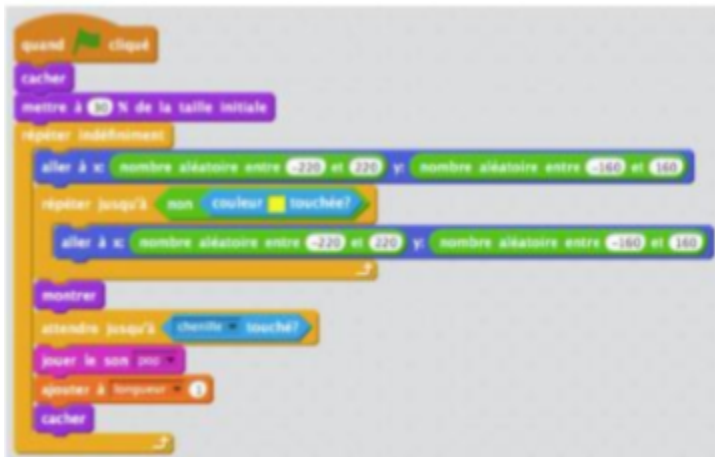 quand cliqué
cacher
mettre à 30 % de la taille initiale
répéter indéfiniment
aller à x: nombre aléatoire entre -220 et 220 y: nombre aléatoire entre -160 et 160
répéter jusqu'à non couleur touchée?
aller à x: nombre aléatoire entre -220 et 220 y: nombre aléatoire entre -160 et 160
montrer
attendre jusqu'à chenille touché?
jouer le son pop
ajouter à longueur 1
cacher